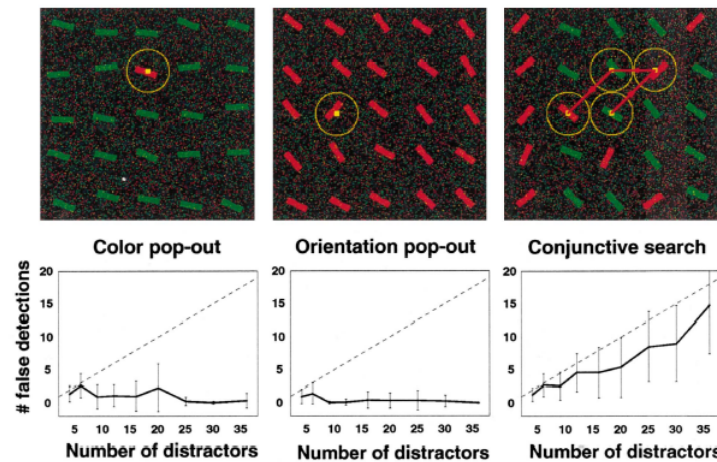 Color pop-out Orientation pop-out Conjunctive search
# false detections
20 20 20
15 15 15
10 10 10
5 5 5
0 0 0
5 10 15 20 25 30 35 5 10 15 20 25 30 35 5 10 15 20 25 30 35
Number of distractors Number of distractors Number of distractors